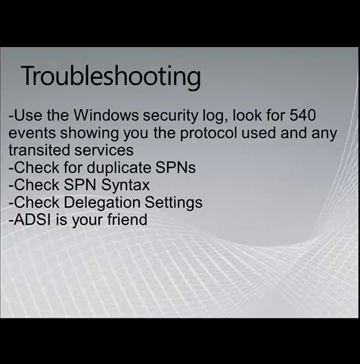 Troubleshooting
-Use the Windows security log, look for 540
events showing you the protocol used and any
transited services
-Check for duplicate SPNs
-Check SPN Syntax
-Check Delegation Settings
-ADSI is your friend